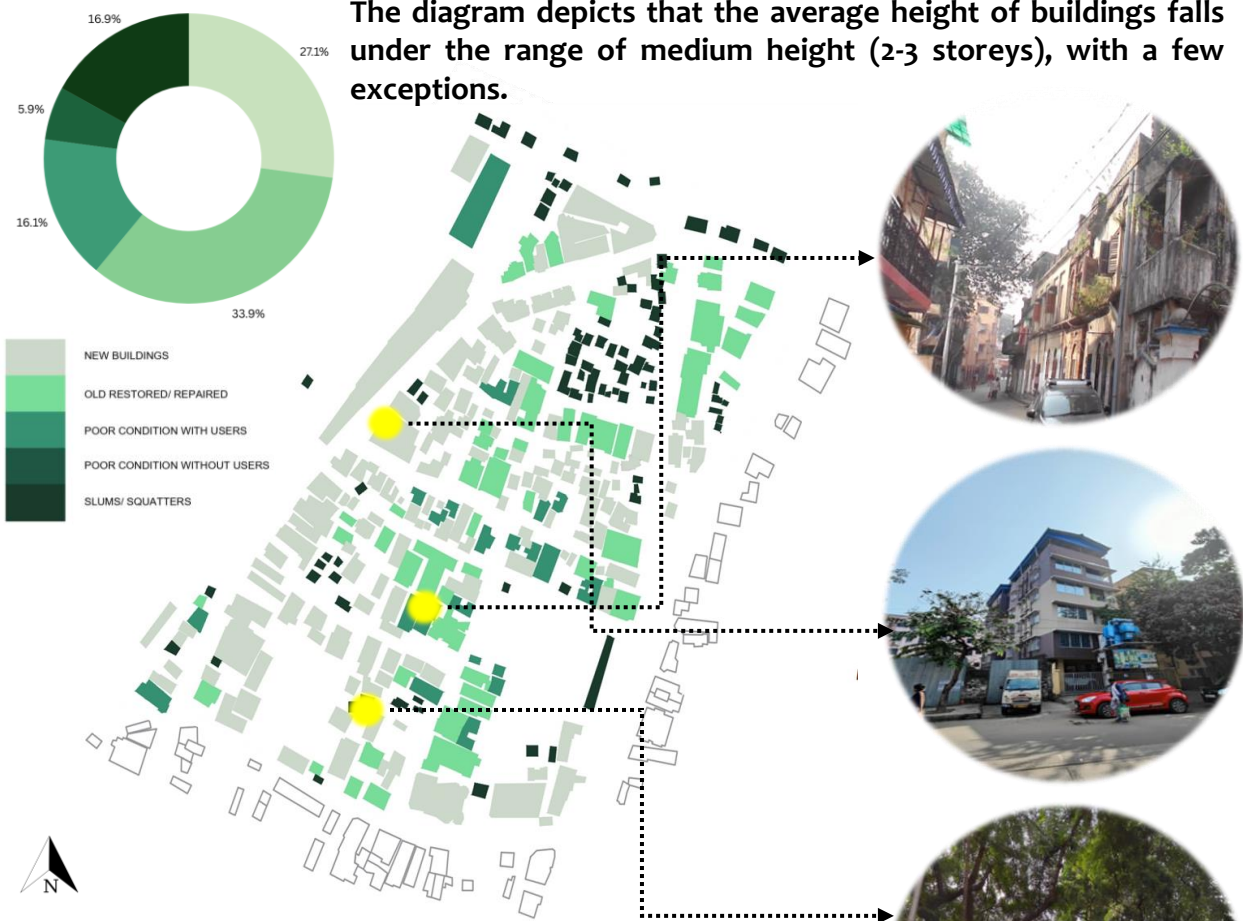 The diagram depicts that the average height of buildings falls
under the range of medium height (2-3 storeys), with a few
exceptions.
16.9%
27.1%
5.9%
16.1%
33.9%
NEW BUILDINGS
OLD RESTORED/ REPAIRED
POOR CONDITION WITH USERS
POOR CONDITION WITHOUT USERS
SLUMS/ SQUATTERS
N